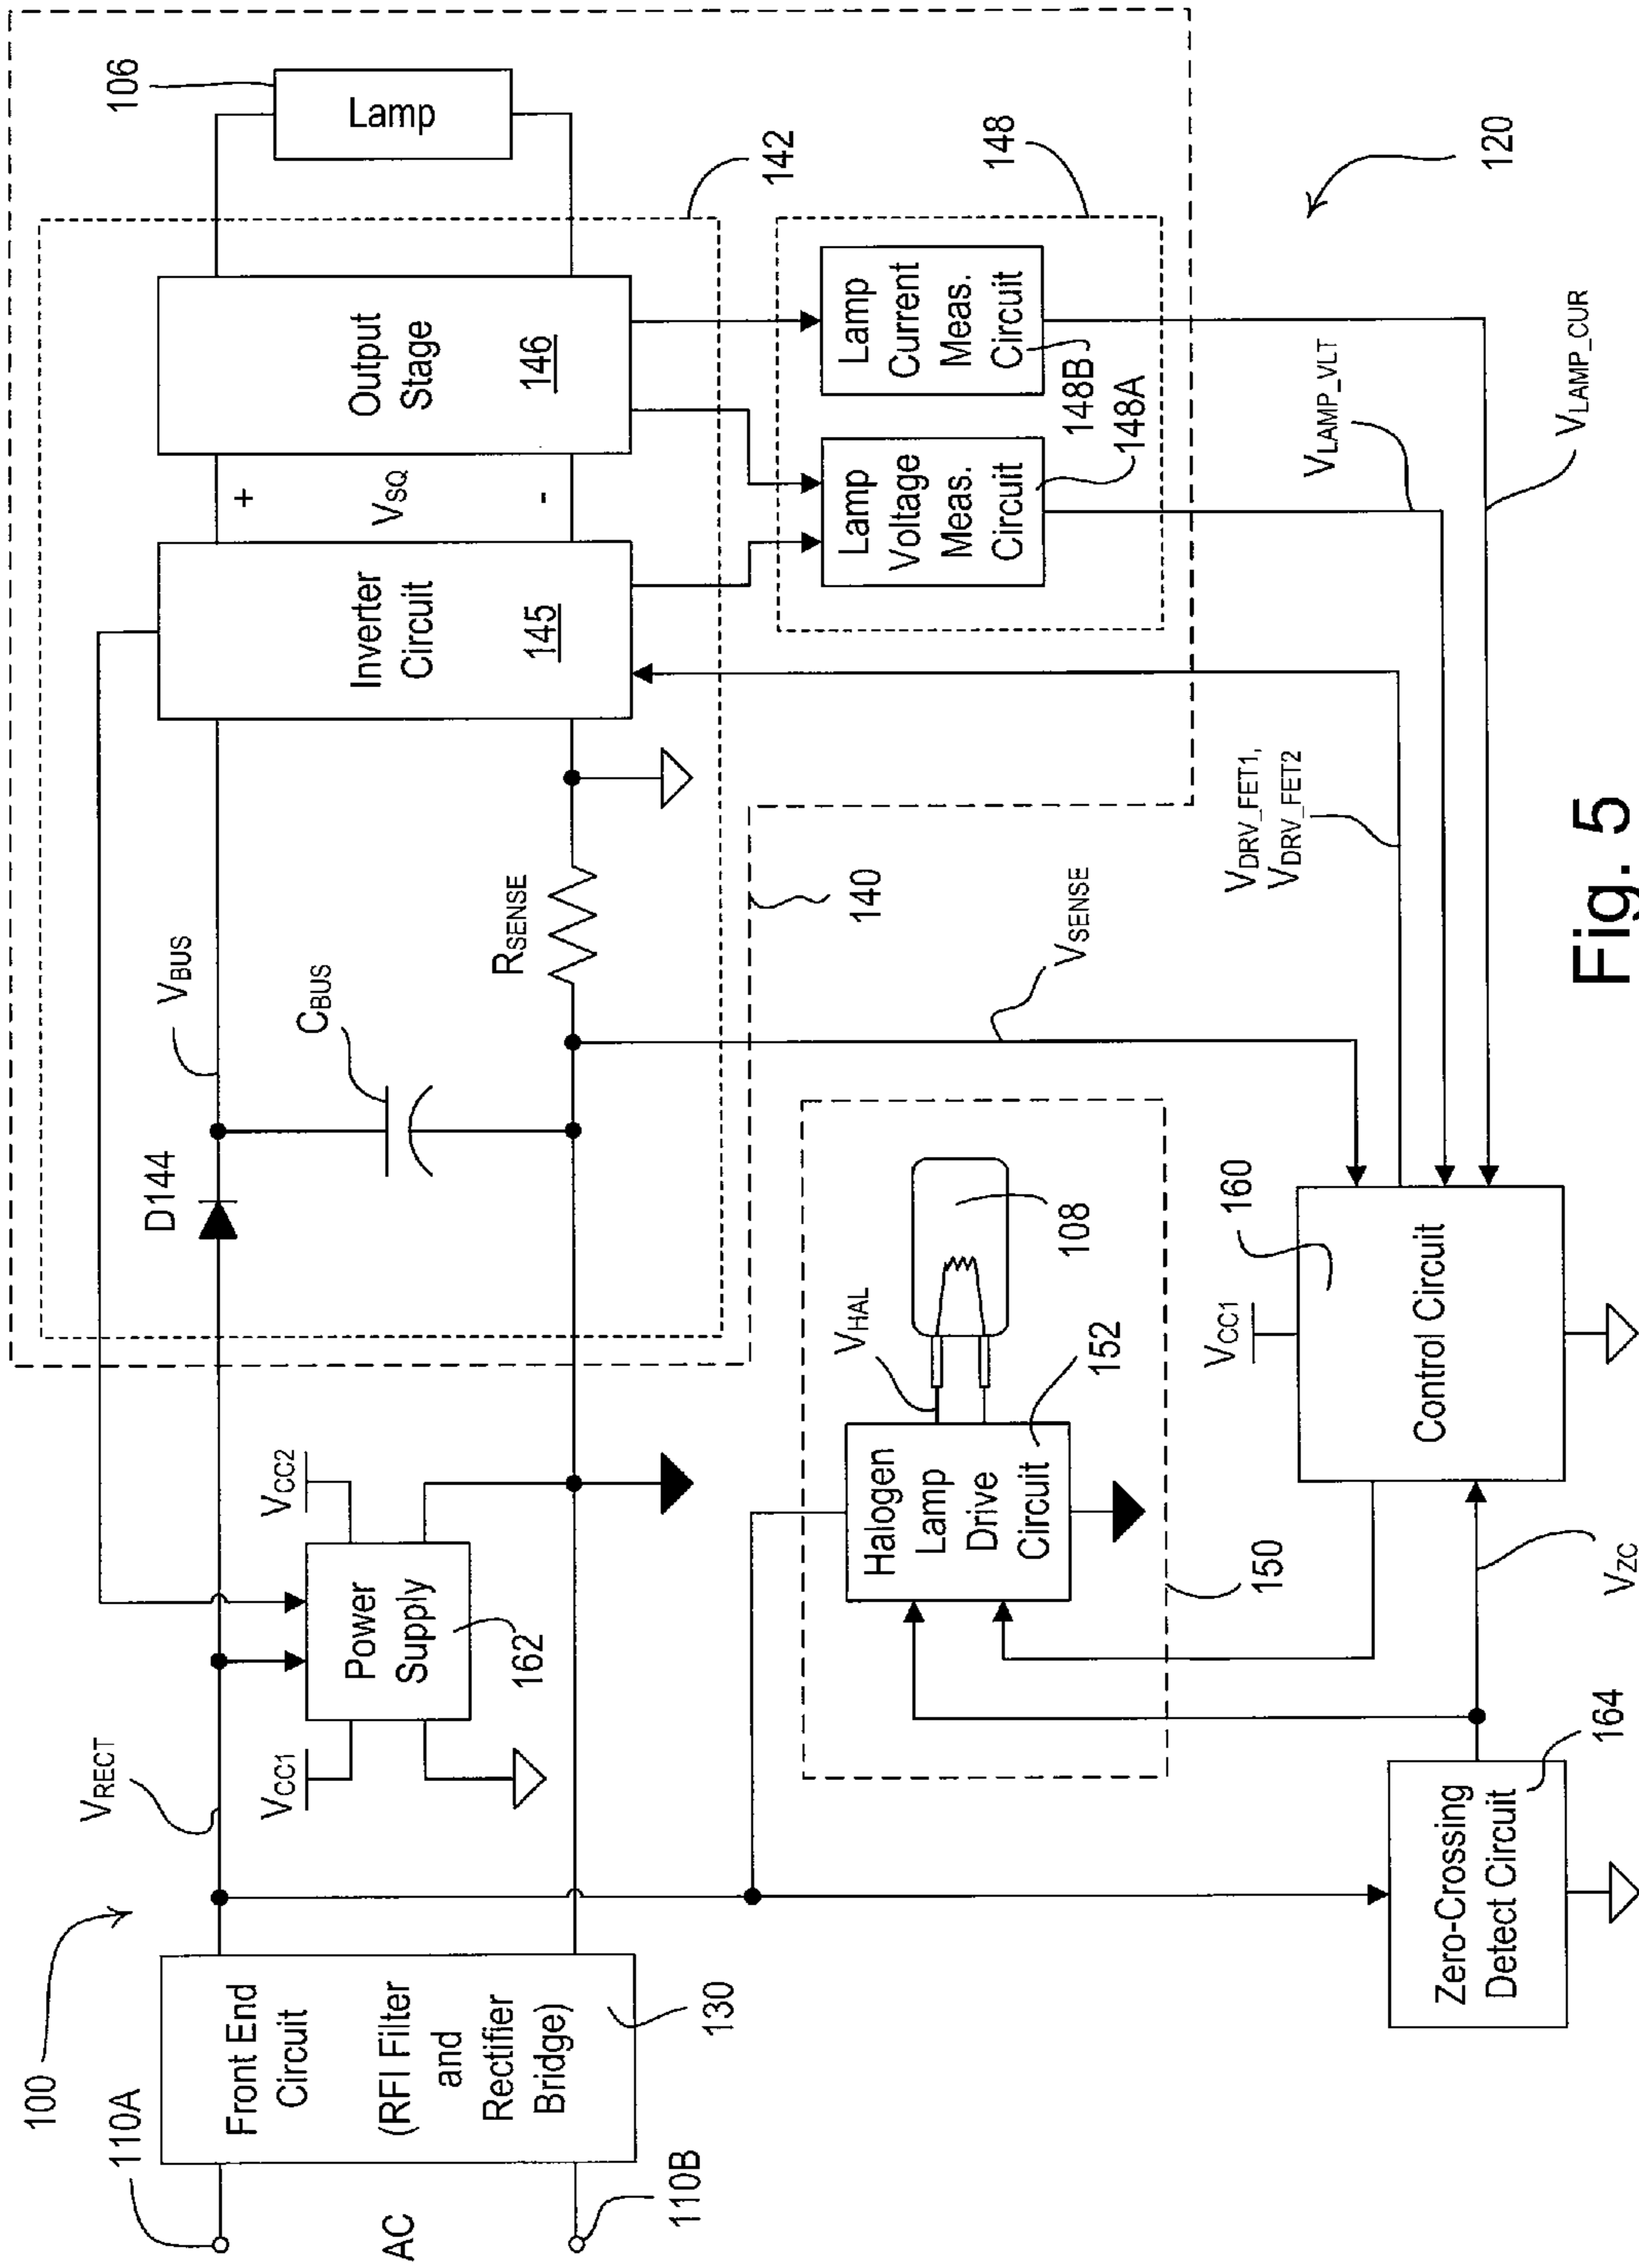 100
110A
AC
110B
Front End
Circuit
(RFI Filter
and
Rectifier
Bridge)
130
VRECT
VCC1
VCC2
Power
Supply
162
D144
VBUS
CBUS
RSENSE
Inverter
Circuit
145
+
VSQ
-
Output
Stage
146
Lamp
106
142
140
Lamp
Voltage
Meas.
Circuit
148A
Lamp
Current
Meas.
Circuit
148B
148
120
VSENSE
VDRV_FET1,
VDRV_FET2
VLAMP_VLT
VLAMP_CUR
Halogen
Lamp
Drive
Circuit
152
VHAL
108
150
Zero-Crossing
Detect Circuit
164
VZC
VCC1
160
Control Circuit
Fig. 5